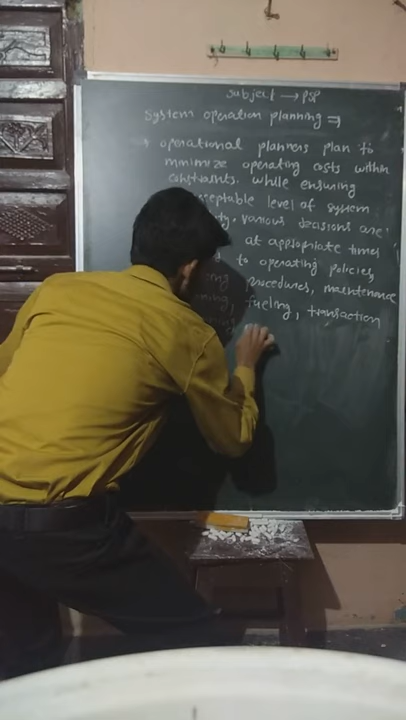 subject → PSP
System operation planning ⇒
operational planners plan to
minimize operating costs within
constraints. while ensuring
acceptable level of system
various decisions are
at appropriate times
to operating policies
procedures, maintenance
fueling, transaction